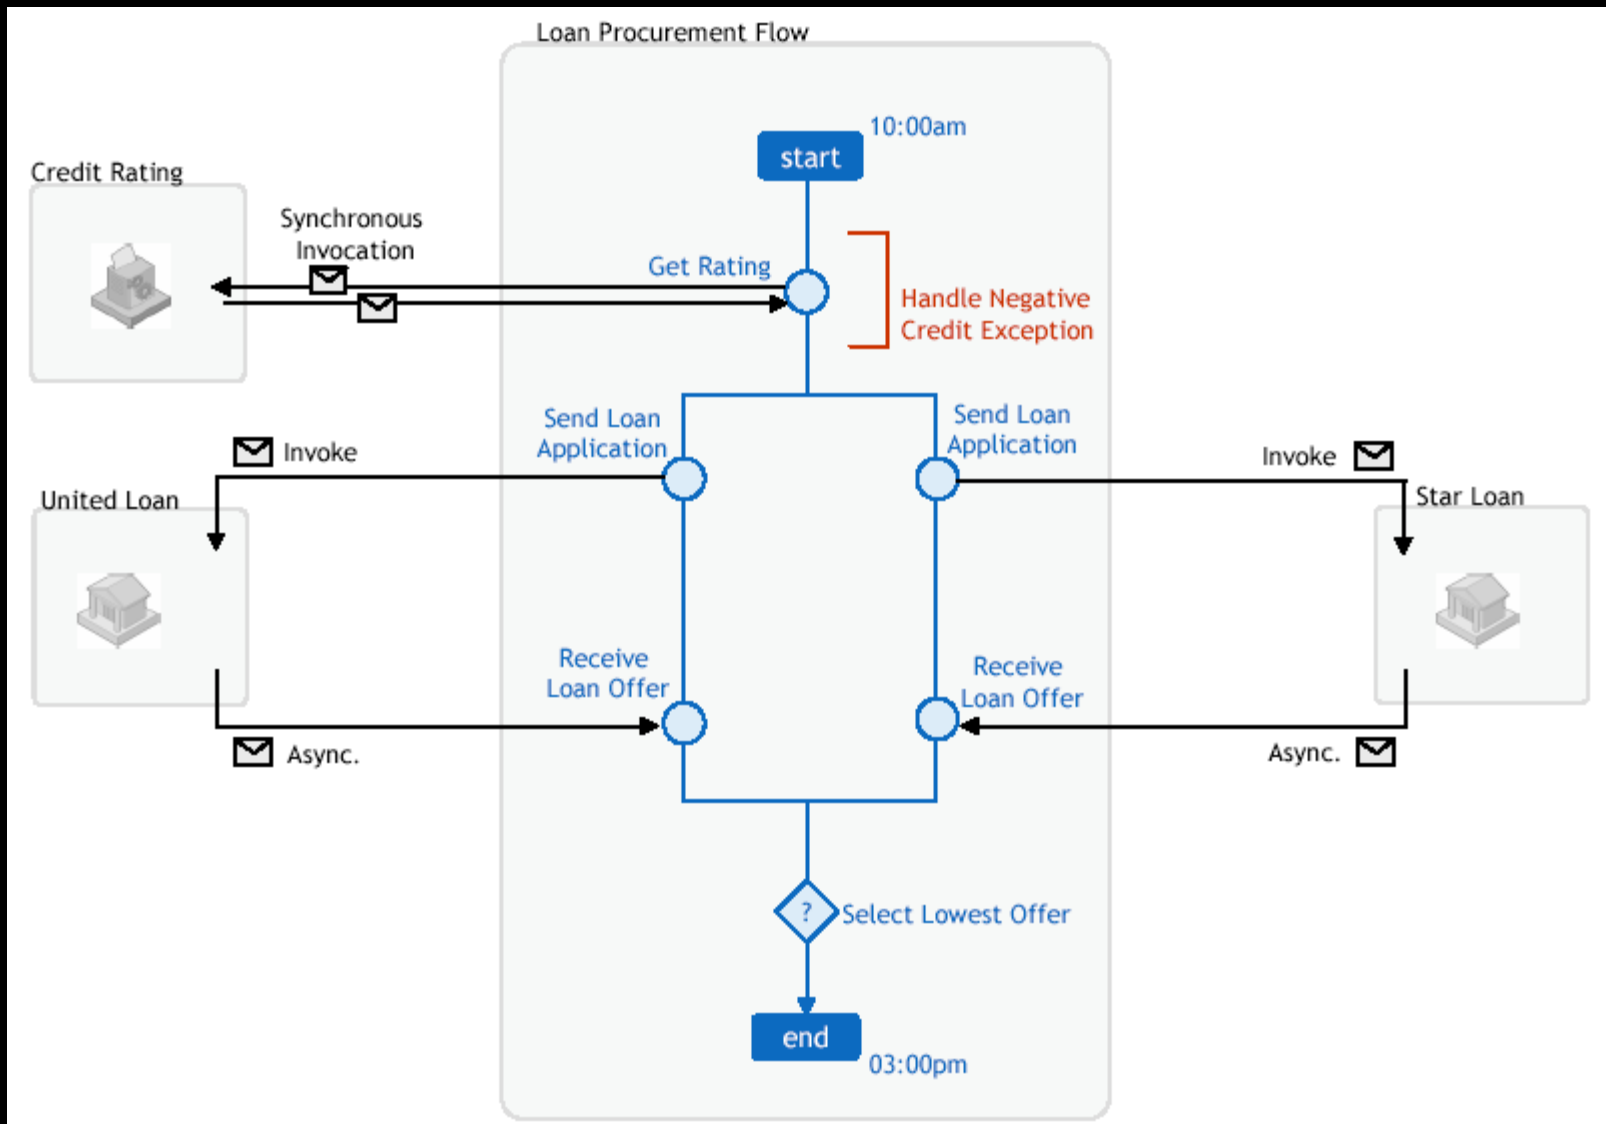 Loan Procurement Flow
10:00am
start
Credit Rating
Synchronous
Invocation
Get Rating
Handle Negative
Credit Exception
Send Loan
Application
Send Loan
Application
Invoke
Invoke
United Loan
Star Loan
Receive
Loan Offer
Receive
Loan Offer
Async.
Async.
?
Select Lowest Offer
end
03:00pm